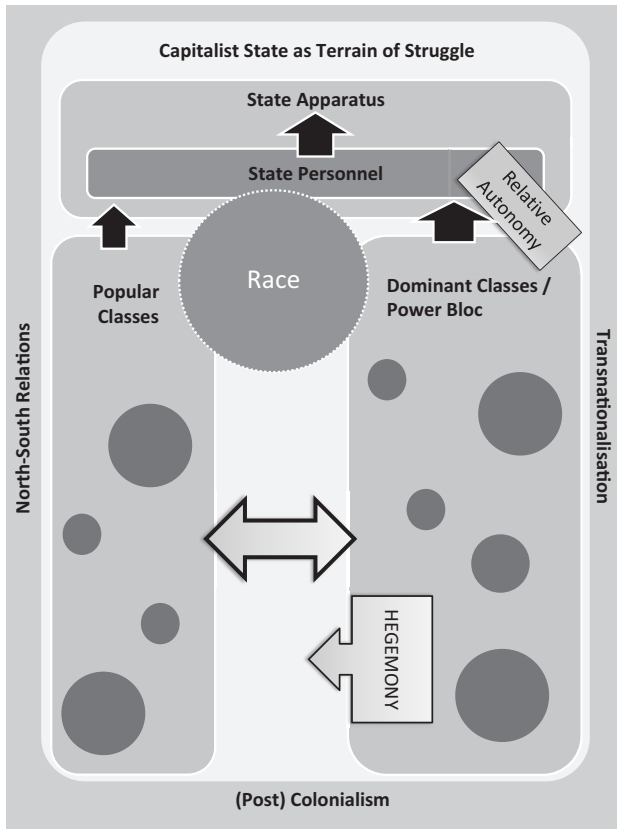 Capitalist State as Terrain of Struggle
State Apparatus
State Personnel
Relative
Autonomy
Race
Popular
Classes
Dominant Classes /
Power Bloc
North-South Relations
Transnationalisation
HEGEMONY
(Post) Colonialism